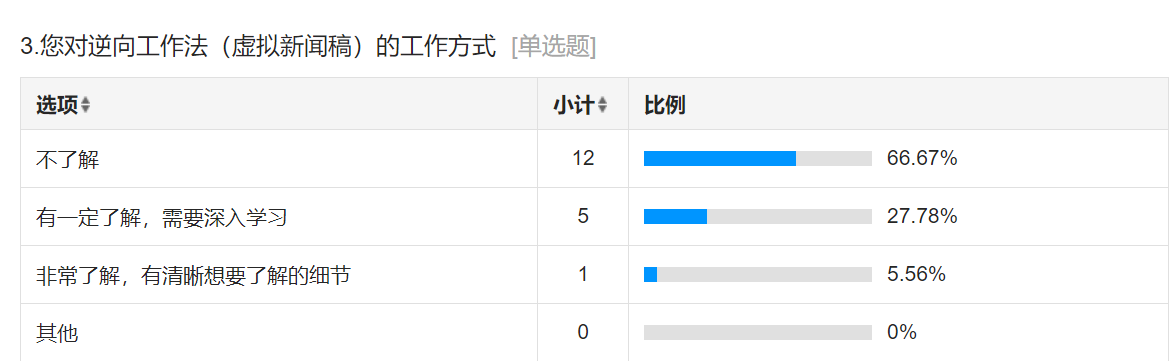 3.您对逆向工作法（虚拟新闻稿）的工作方式 [单选题]
选项 小计 比例
不了解 12 66.67%
有一定了解，需要深入学习 5 27.78%
非常了解，有清晰想要了解的细节 1 5.56%
其他 0 0%